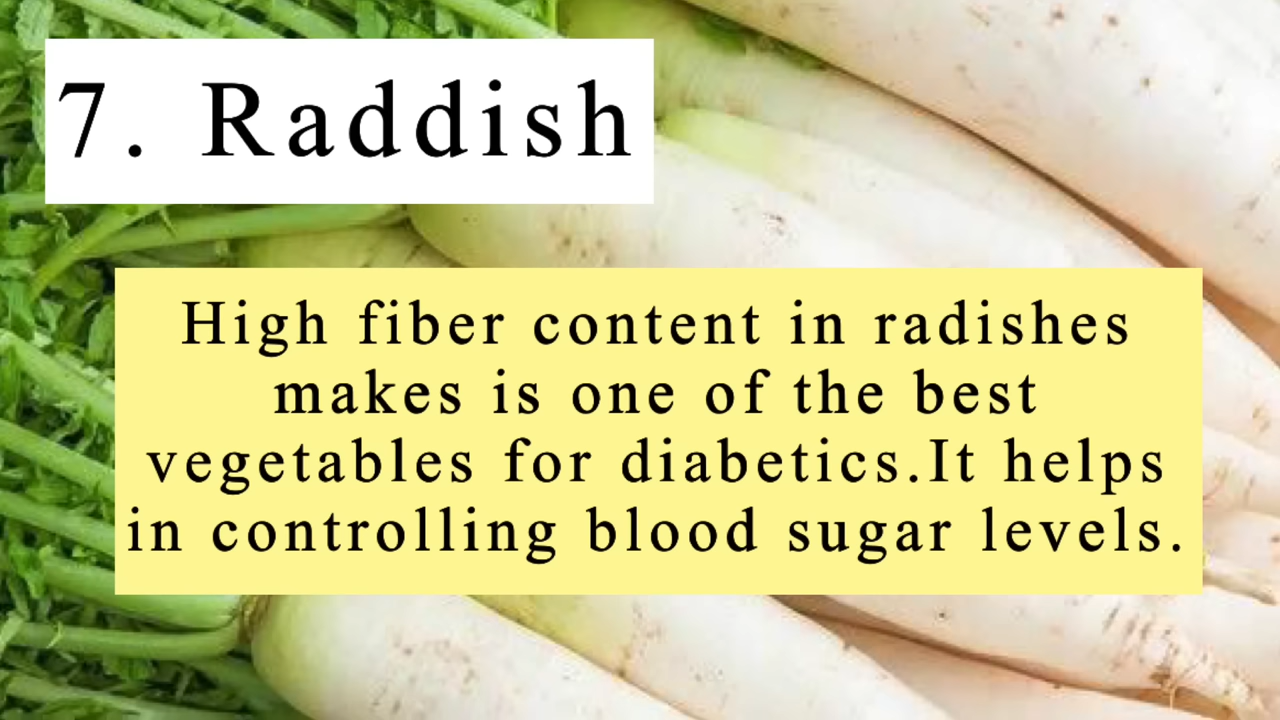 7. Raddish
High fiber content in radishes
makes is one of the best
vegetables for diabetics.It helps
in controlling blood sugar levels.